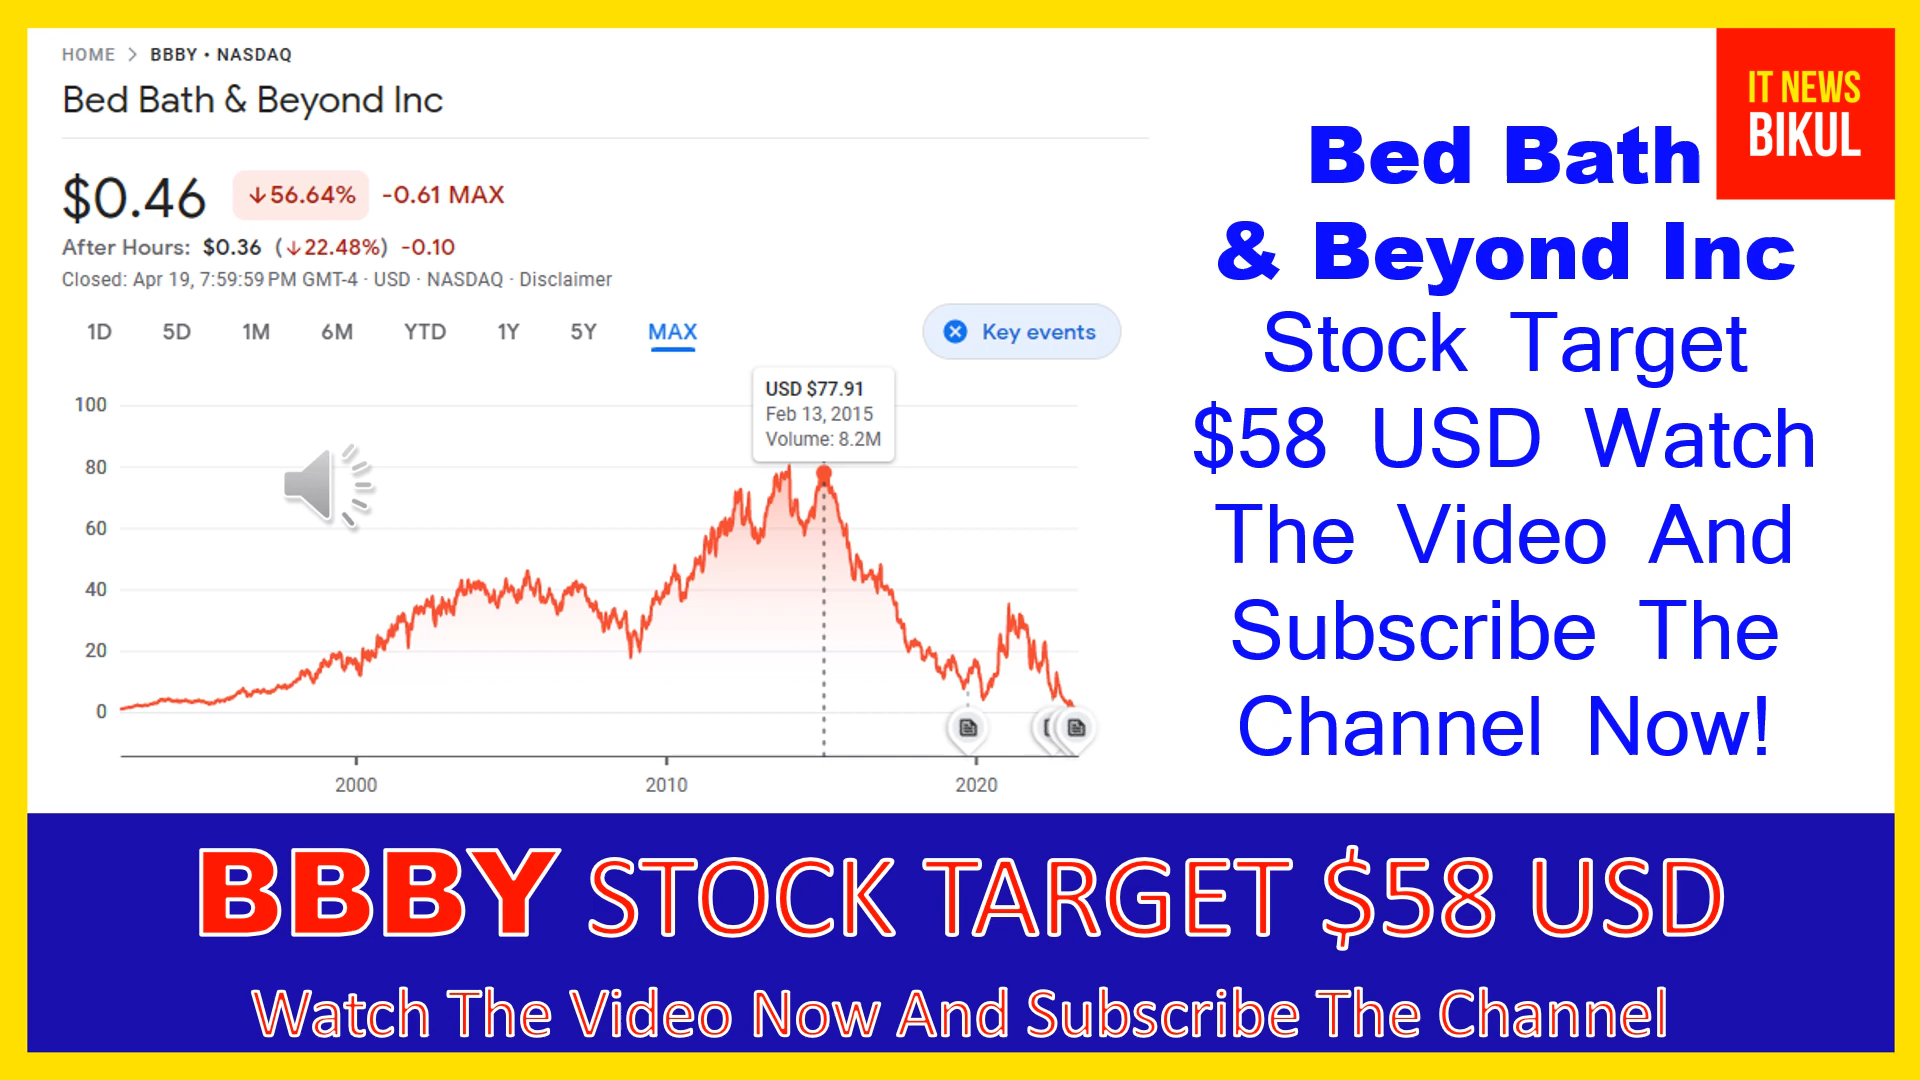 HOME > BBBY • NASDAQ
Bed Bath & Beyond Inc
$0.46 ↓56.64% -0.61 MAX
After Hours: $0.36 (↓22.48%) -0.10
Closed: Apr 19, 7:59:59 PM GMT-4 · USD · NASDAQ · Disclaimer
1D 5D 1M 6M YTD 1Y 5Y MAX
Key events
USD $77.91
Feb 13, 2015
Volume: 8.2M
100
80
60
40
20
0
2000 2010 2020
IT NEWS
BIKUL
Bed Bath
& Beyond Inc
Stock Target
$58 USD Watch
The Video And
Subscribe The
Channel Now!
BBBY STOCK TARGET $58 USD
Watch The Video Now And Subscribe The Channel